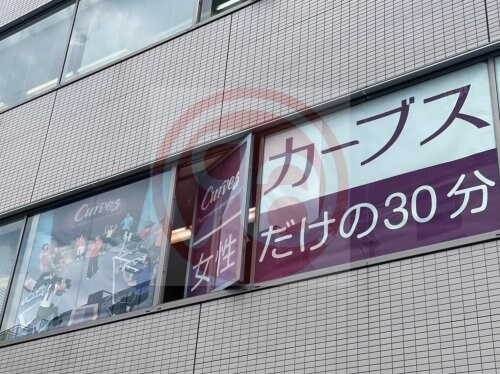 Curves
Curves
カーブス
女性
だけの30分